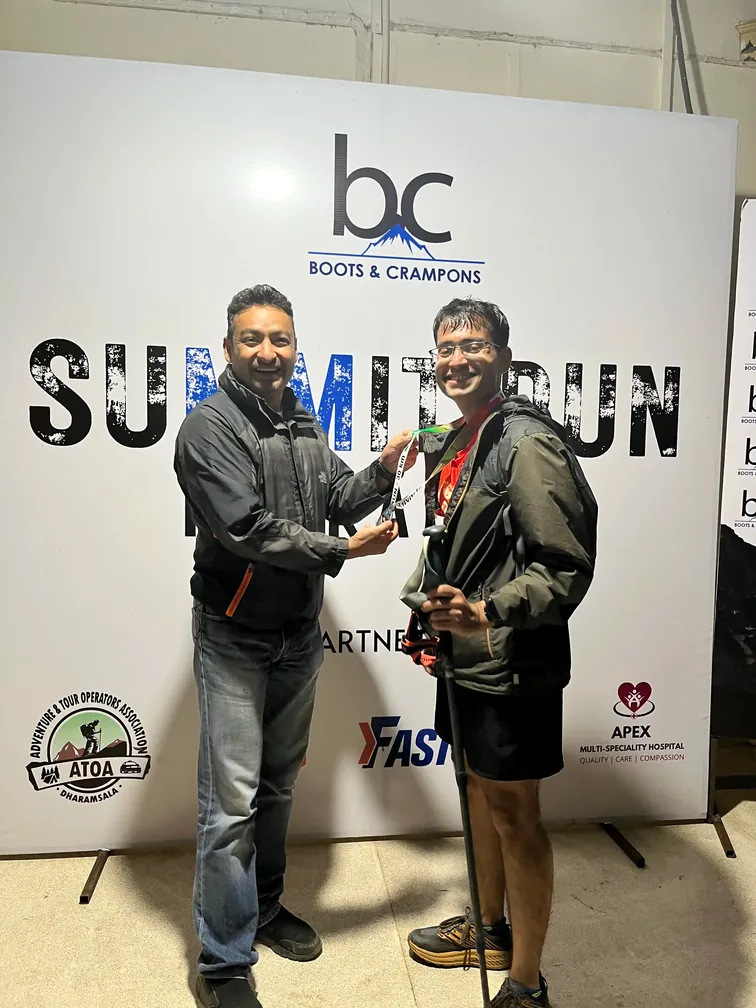 bc
BOOTS & CRAMPONS
SUMMIT RUN
ARTNE
ADVENTURE & TOUR OPERATORS ASSOCIATION
ATOA
• DHARAMSALA •
FAST
APEX
MULTI-SPECIALITY HOSPITAL
QUALITY | CARE | COMPASSION